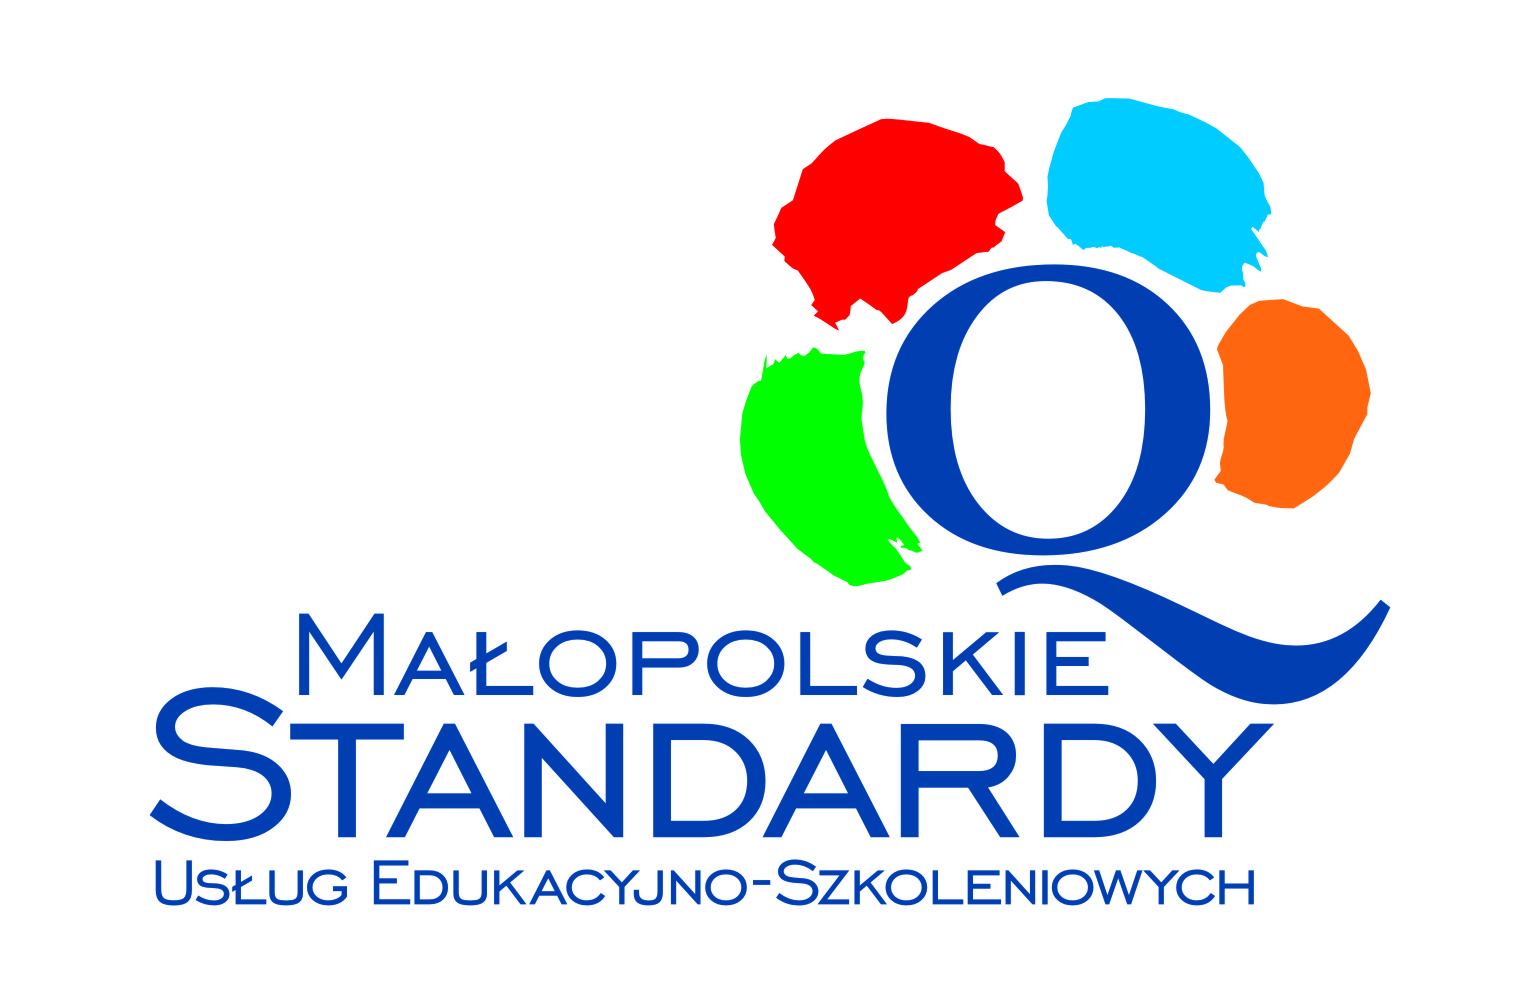 Q
MAŁOPOLSKIE
STANDARDY
USŁUG EDUKACYJNO-SZKOLENIOWYCH